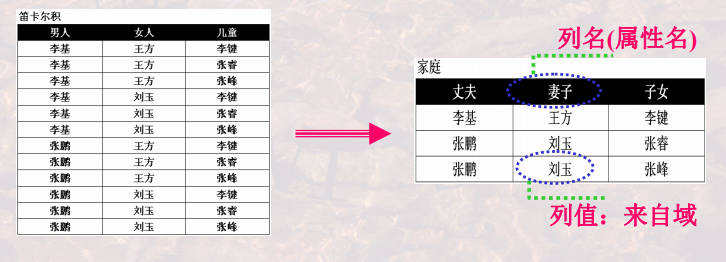 笛卡尔积
男人 女人 儿童
李基 王方 李键
李基 王方 张睿
李基 王方 张峰
李基 刘玉 李键
李基 刘玉 张睿
李基 刘玉 张峰
张鹏 王方 李键
张鹏 王方 张睿
张鹏 王方 张峰
张鹏 刘玉 李键
张鹏 刘玉 张睿
张鹏 刘玉 张峰
列名(属性名)
家庭
丈夫 妻子 子女
李基 王方 李键
张鹏 刘玉 张睿
张鹏 刘玉 张峰
列值：来自域